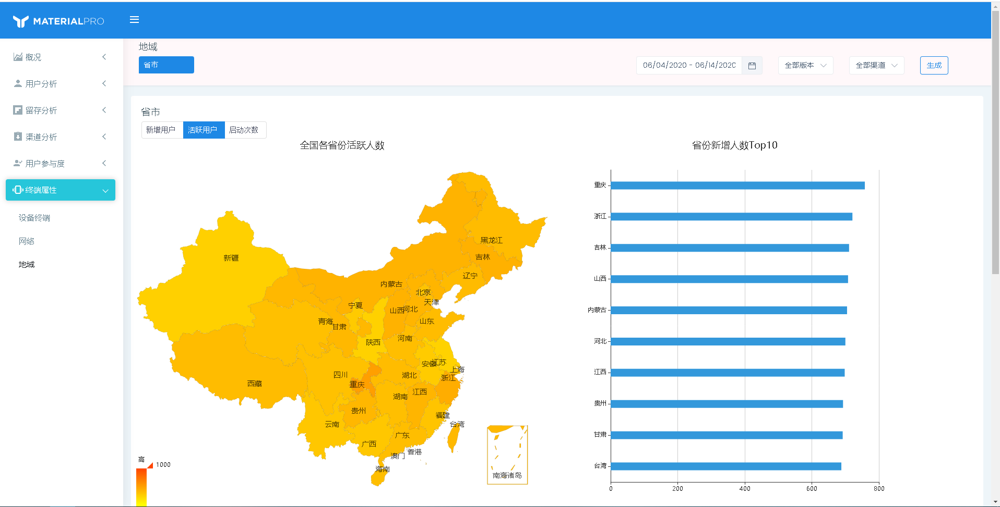 MATERIALPRO
概况
用户分析
留存分析
渠道分析
用户参与度
终端属性
设备终端
网络
地域
地域
省市
06/04/2020 - 06/14/2020
全部版本
全部渠道
生成
省市
新增用户
活跃用户
启动次数
全国各省份活跃人数
黑龙江
吉林
新疆
辽宁
内蒙古
北京
天津
宁夏
山西
河北
青海
甘肃
山东
河南
陕西
安徽
江苏
上海
四川
湖北
浙江
西藏
重庆
江西
湖南
贵州
福建
云南
台湾
广东
广西
香港
澳门
海南
南海诸岛
高
1000
省份新增人数Top10
重庆
浙江
吉林
山西
内蒙古
河北
江西
贵州
甘肃
台湾
0 200 400 600 800